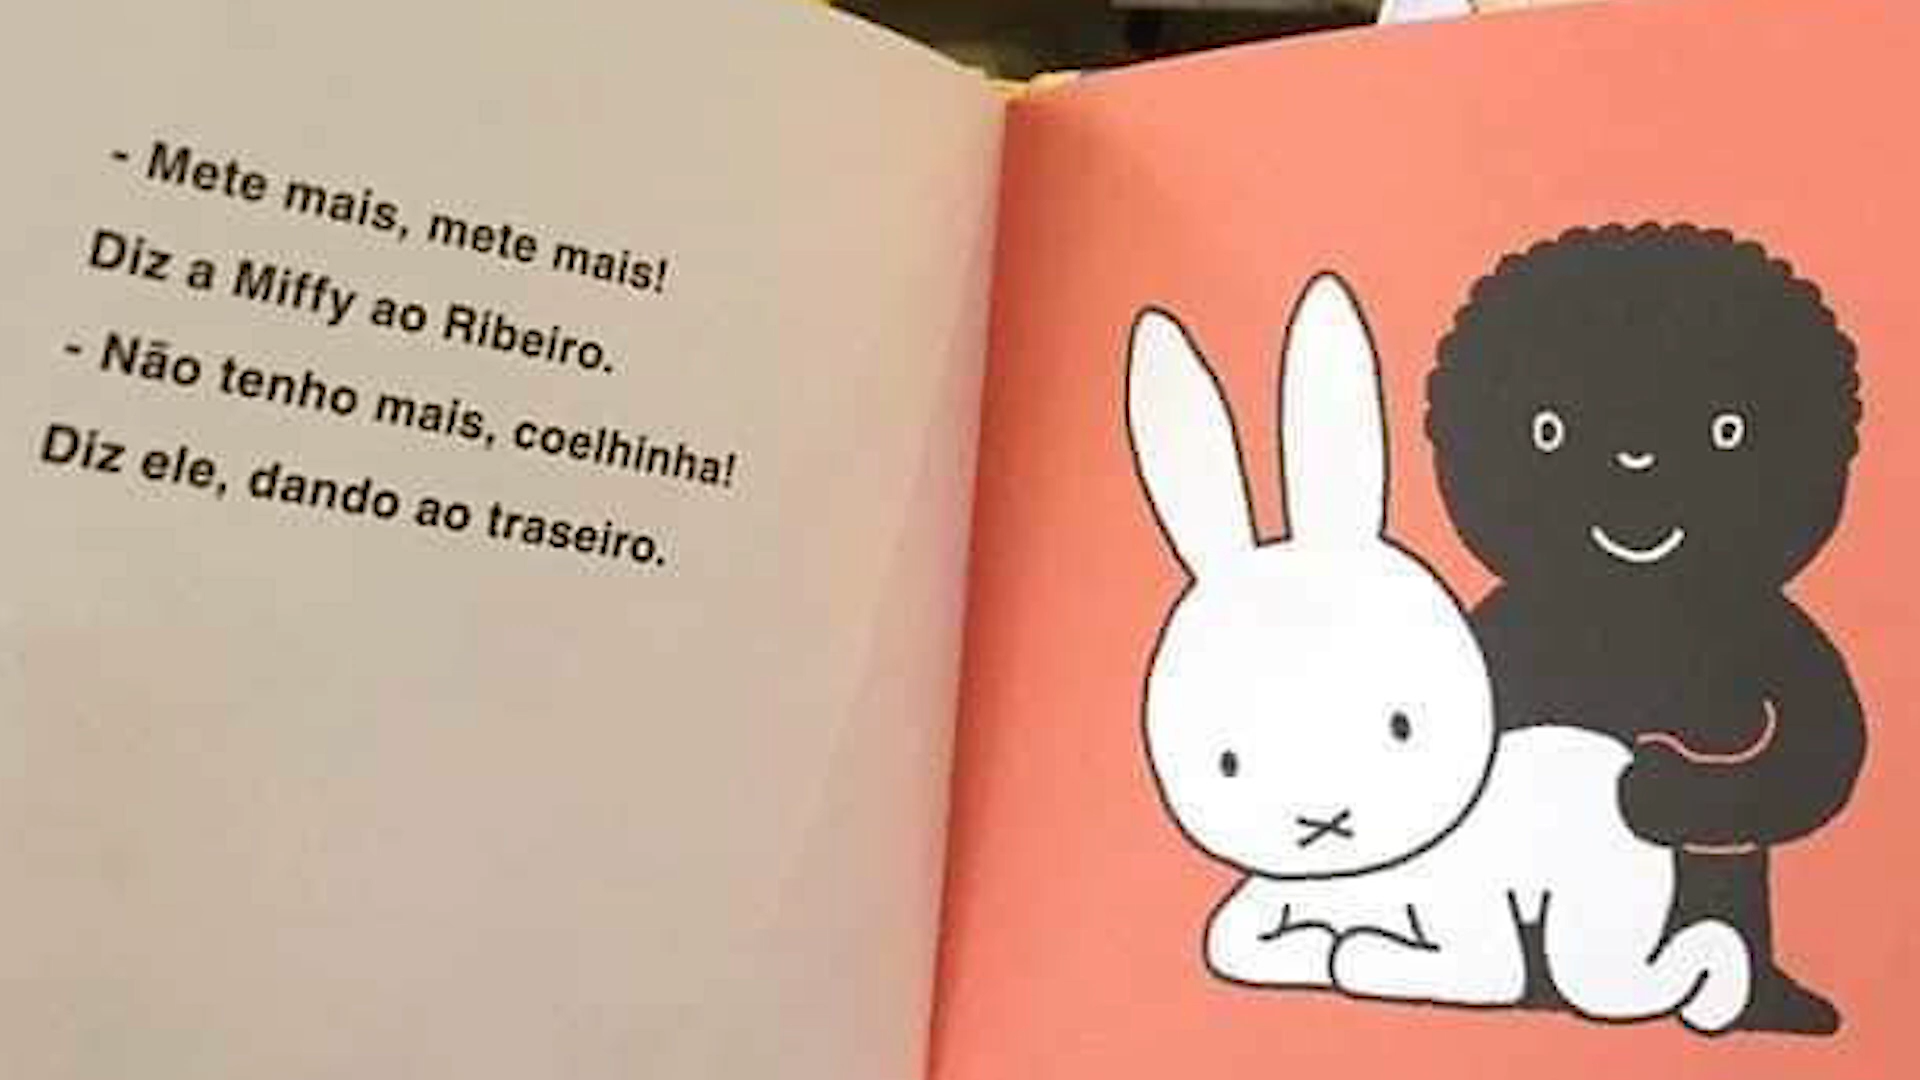 - Mete mais, mete mais!
Diz a Miffy ao Ribeiro.
- Não tenho mais, coelhinha!
Diz ele, dando ao traseiro.